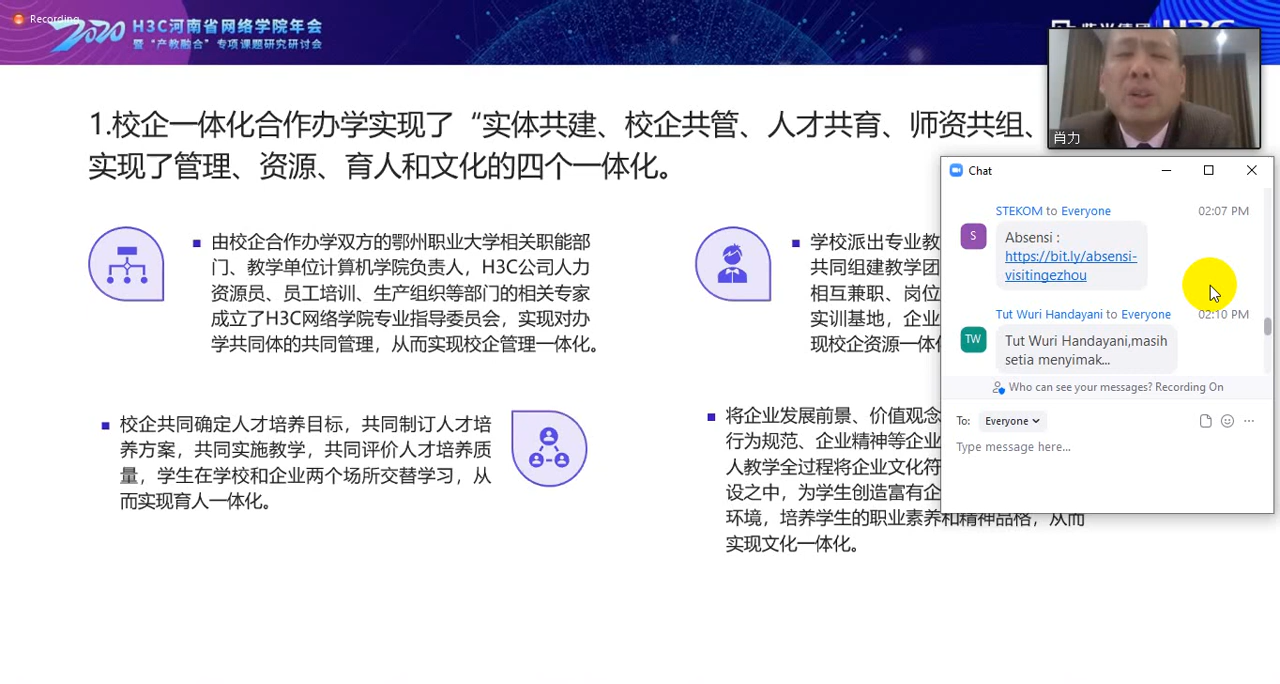 Recording
2020 H3C河南省网络学院年会
暨“产教融合”专项课题研究研讨会
1.校企一体化合作办学实现了“实体共建、校企共管、人才共育、师资共组、
实现了管理、资源、育人和文化的四个一体化。
由校企合作办学双方的鄂州职业大学相关职能部
门、教学单位计算机学院负责人，H3C公司人力
资源员、员工培训、生产组织等部门的相关专家
成立了H3C网络学院专业指导委员会，实现对办
学共同体的共同管理，从而实现校企管理一体化。
学校派出专业教
共同组建教学团
相互兼职、岗位
实训基地，企业
现校企资源一体
校企共同确定人才培养目标，共同制订人才培
养方案，共同实施教学，共同评价人才培养质
量，学生在学校和企业两个场所交替学习，从
而实现育人一体化。
将企业发展前景、价值观念
行为规范、企业精神等企业
人教学全过程将企业文化符
设之中，为学生创造富有企
环境，培养学生的职业素养和精神品格，从而
实现文化一体化。
肖力
Chat
STEKOM to Everyone 02:07 PM
S
Absensi :
https://bit.ly/absensi-
visitingezhou
Tut Wuri Handayani to Everyone 02:10 PM
TW
Tut Wuri Handayani,masih
setia menyimak...
Who can see your messages? Recording On
To: Everyone
Type message here...